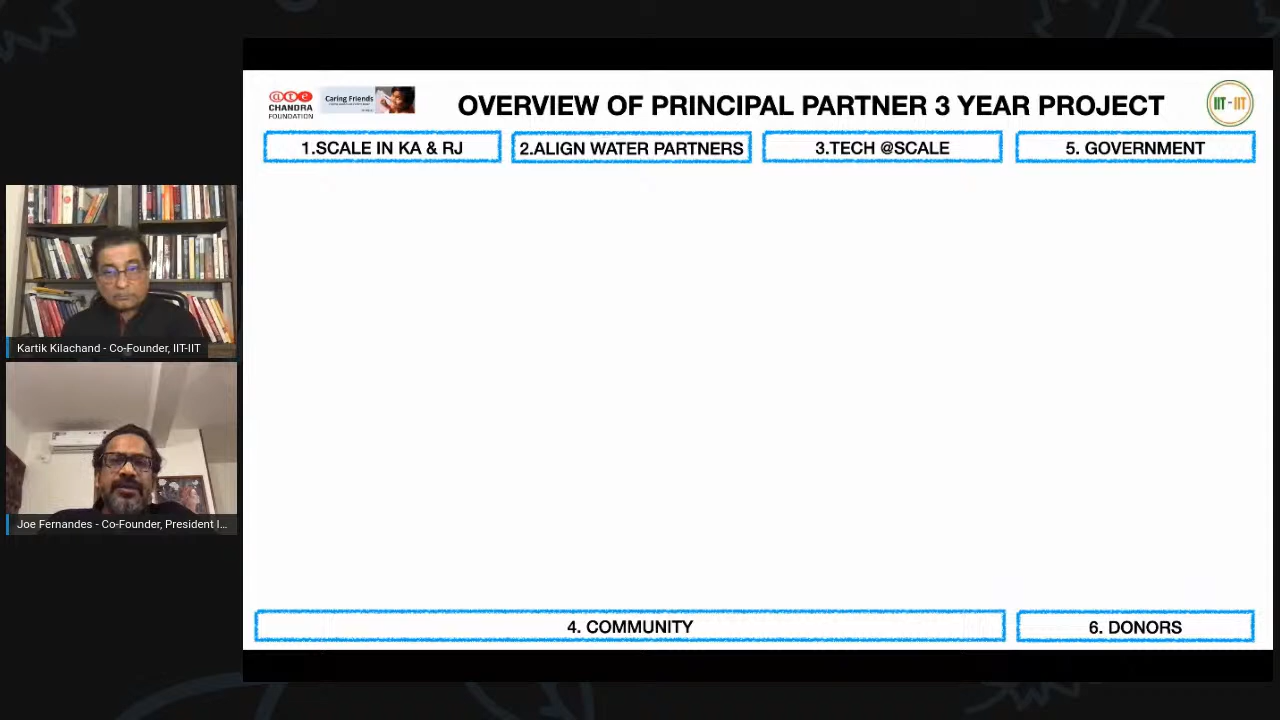 @te
CHANDRA
FOUNDATION
Caring Friends
OVERVIEW OF PRINCIPAL PARTNER 3 YEAR PROJECT
IIT-IIT
1.SCALE IN KA & RJ
2.ALIGN WATER PARTNERS
3.TECH @SCALE
5. GOVERNMENT
Kartik Kilachand - Co-Founder, IIT-IIT
Joe Fernandes - Co-Founder, President I...
4. COMMUNITY
6. DONORS